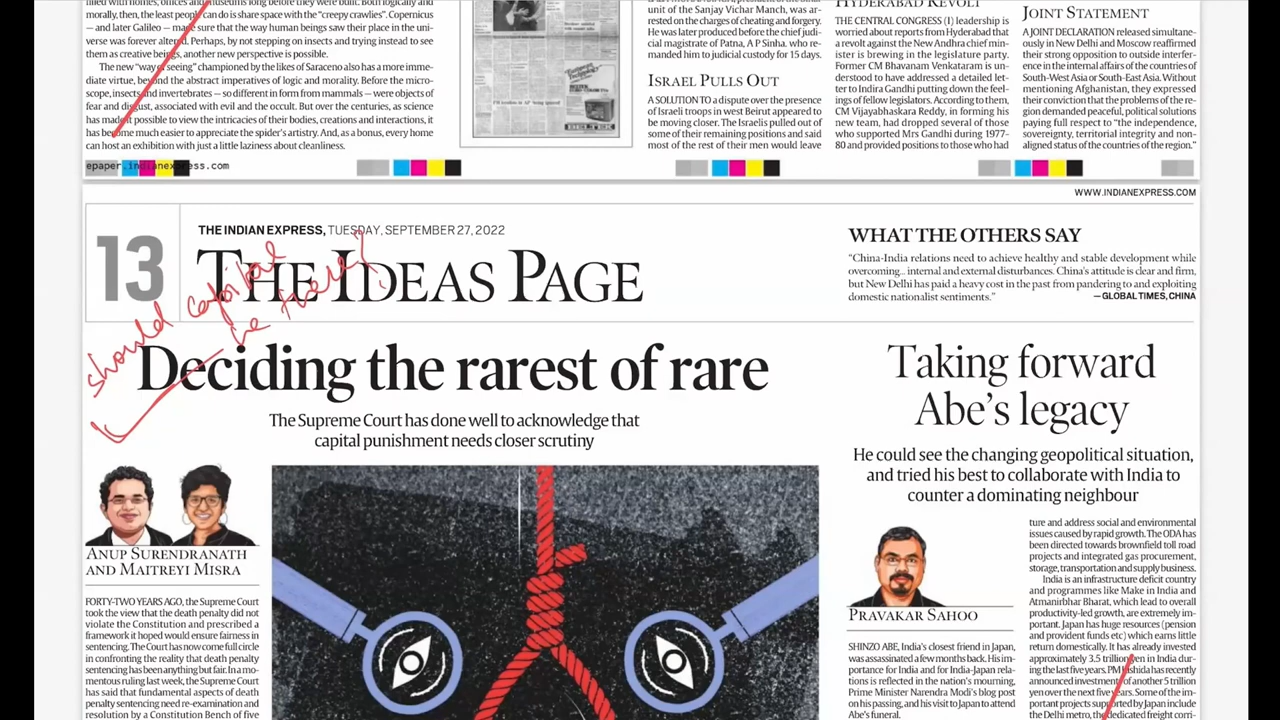 filled with homes, offices and museums long before they were built. Both logically and
morally, then, the least people can do is share space with the "creepy crawlies". Copernicus
— and later Galileo — made sure that the way human beings saw their place in the uni-
verse was forever altered. Perhaps, by not stepping on insects and trying instead to see
them as creative beings, another new perspective is possible.
The new "way of seeing" championed by the likes of Saraceno also has a more imme-
diate virtue, beyond the abstract imperatives of logic and morality. Before the micro-
scope, insects and invertebrates — so different in form from mammals — were objects of
fear and disgust, associated with evil and the occult. But over the centuries, as science
has made it possible to view the intricacies of their bodies, creations and interactions, it
has become much easier to appreciate the spider's artistry. And, as a bonus, every home
can host an exhibition with just a little laziness about cleanliness.
unit of the Sanjay Vichar Manch, was ar-
rested on the charges of cheating and forgery.
He was later produced before the chief judi-
cial magistrate of Patna, A P Sinha, who re-
manded him to judicial custody for 15 days.
ISRAEL PULLS OUT
A SOLUTION TO a dispute over the presence
of Israeli troops in west Beirut appeared to
be moving closer. The Israelis pulled out of
some of their remaining positions and said
most of the rest of their men would leave
HYDERABAD REVOLT
THE CENTRAL CONGRESS (I) leadership is
worried about reports from Hyderabad that
a revolt against the New Andhra chief min-
ister is brewing in the legislature party.
Former CM Bhavanam Venkataram is un-
derstood to have addressed a detailed let-
ter to Indira Gandhi putting down the feel-
ings of fellow legislators. According to them,
CM Vijayabhaskara Reddy, in forming his
new team, had dropped several of those
who supported Mrs Gandhi during 1977-
80 and provided positions to those who had
JOINT STATEMENT
A JOINT DECLARATION released simultane-
ously in New Delhi and Moscow reaffirmed
their strong opposition to outside interfer-
ence in the internal affairs of the countries of
South-West Asia or South-East Asia. Without
mentioning Afghanistan, they expressed
their conviction that the problems of the re-
gion demanded peaceful, political solutions
paying full respect to "the independence,
sovereignty, territorial integrity and non-
aligned status of the countries of the region."
epaper.indianexpress.com
WWW.INDIANEXPRESS.COM
13
THE INDIAN EXPRESS, TUESDAY, SEPTEMBER 27, 2022
THE IDEAS PAGE
should capital
be there?
WHAT THE OTHERS SAY
"China-India relations need to achieve healthy and stable development while
overcoming... internal and external disturbances. China's attitude is clear and firm,
but New Delhi has paid a heavy cost in the past from pandering to and exploiting
domestic nationalist sentiments."
— GLOBAL TIMES, CHINA
Deciding the rarest of rare
The Supreme Court has done well to acknowledge that
capital punishment needs closer scrutiny
ANUP SURENDRANATH
AND MAITREYI MISRA
FORTY-TWO YEARS AGO, the Supreme Court
took the view that the death penalty did not
violate the Constitution and prescribed a
framework it hoped would ensure fairness in
sentencing. The Court has now come full circle
in confronting the reality that death penalty
sentencing has been anything but fair. In a mo-
mentous ruling last week, the Supreme Court
has said that fundamental aspects of death
penalty sentencing need re-examination and
resolution by a Constitution Bench of five
Taking forward
Abe's legacy
He could see the changing geopolitical situation,
and tried his best to collaborate with India to
counter a dominating neighbour
PRAVAKAR SAHOO
SHINZO ABE, India's closest friend in Japan,
was assassinated a few months back. His im-
portance for India and for India-Japan rela-
tions is reflected in the nation's mourning,
Prime Minister Narendra Modi's blog post
on his passing, and his visit to Japan to attend
Abe's funeral.
ture and address social and environmental
issues caused by rapid growth. The ODA has
been directed towards brownfield toll road
projects and integrated gas procurement,
storage, transportation and supply business.
India is an infrastructure deficit country
and programmes like Make in India and
Atmanirbhar Bharat, which lead to overall
productivity-led growth, are extremely im-
portant. Japan has huge resources (pension
and provident funds etc) which earns little
return domestically. It has already invested
approximately 3.5 trillion yen in India dur-
ing the last five years. PM Kishida has recently
announced investments of another 5 trillion
yen over the next five years. Some of the im-
portant projects supported by Japan include
the Delhi metro, the dedicated freight corri-